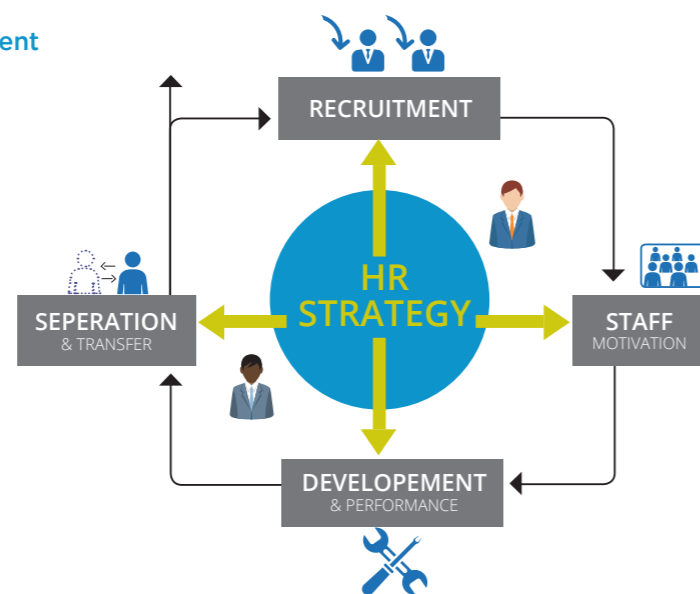 ent
RECRUITMENT
HR
STRATEGY
SEPERATION
& TRANSFER
STAFF
MOTIVATION
DEVELOPEMENT
& PERFORMANCE